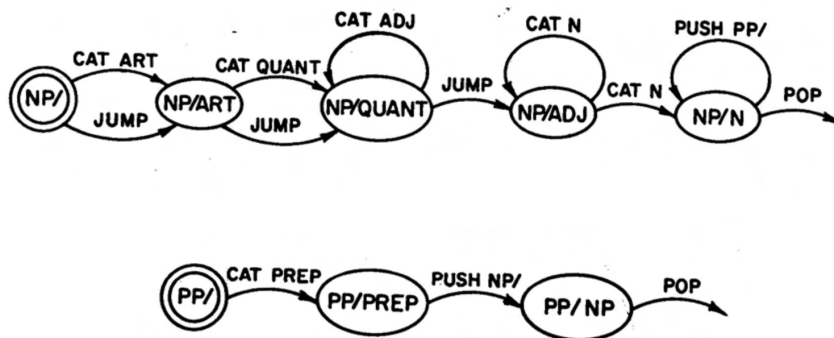 CAT ADJ CAT N PUSH PP/
CAT ART CAT QUANT JUMP CAT N POP
NP/ NP/ART NP/QUANT NP/ADJ NP/N
JUMP JUMP
CAT PREP PUSH NP/ POP
PP/ PP/PREP PP/NP